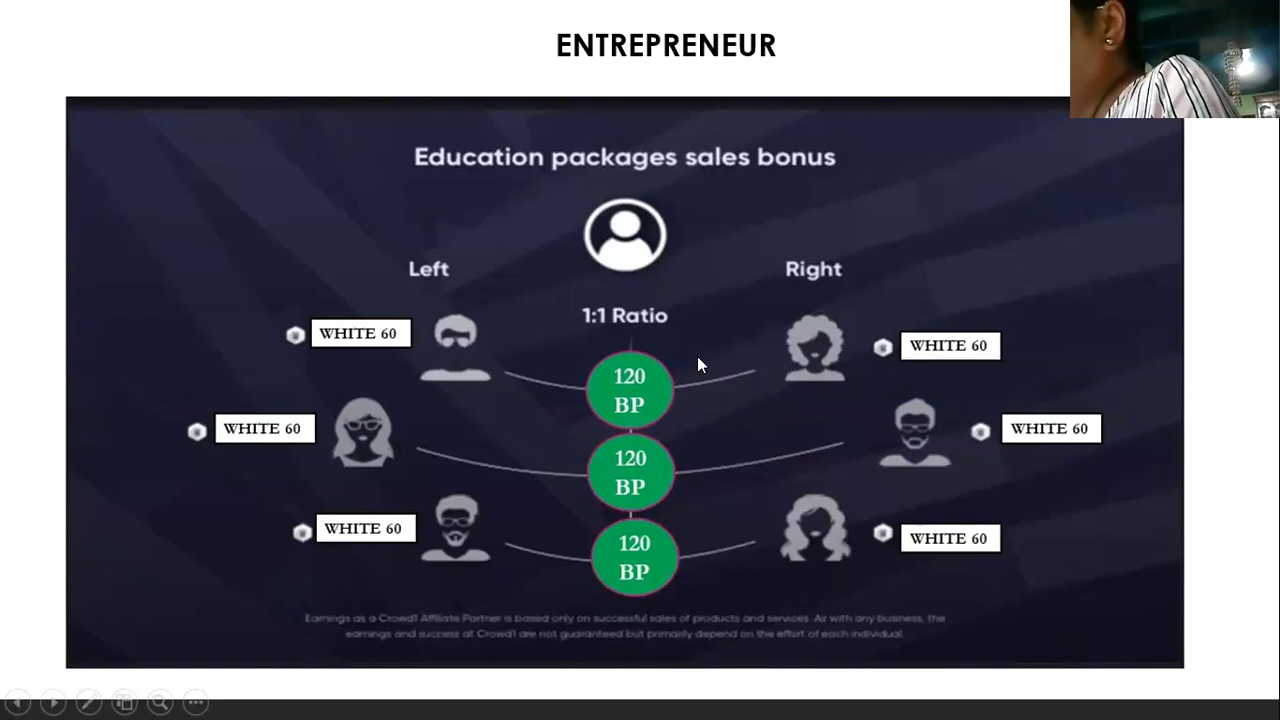 ENTREPRENEUR
Education packages sales bonus
Left
Right
1:1 Ratio
WHITE 60
WHITE 60
120
BP
WHITE 60
WHITE 60
120
BP
WHITE 60
WHITE 60
120
BP
Earnings as a Crowd1 Affiliate Partner is based only on successful sales of products and services. As with any business, the
earnings and success at Crowd1 are not guaranteed but primarily depend on the effort of each individual.